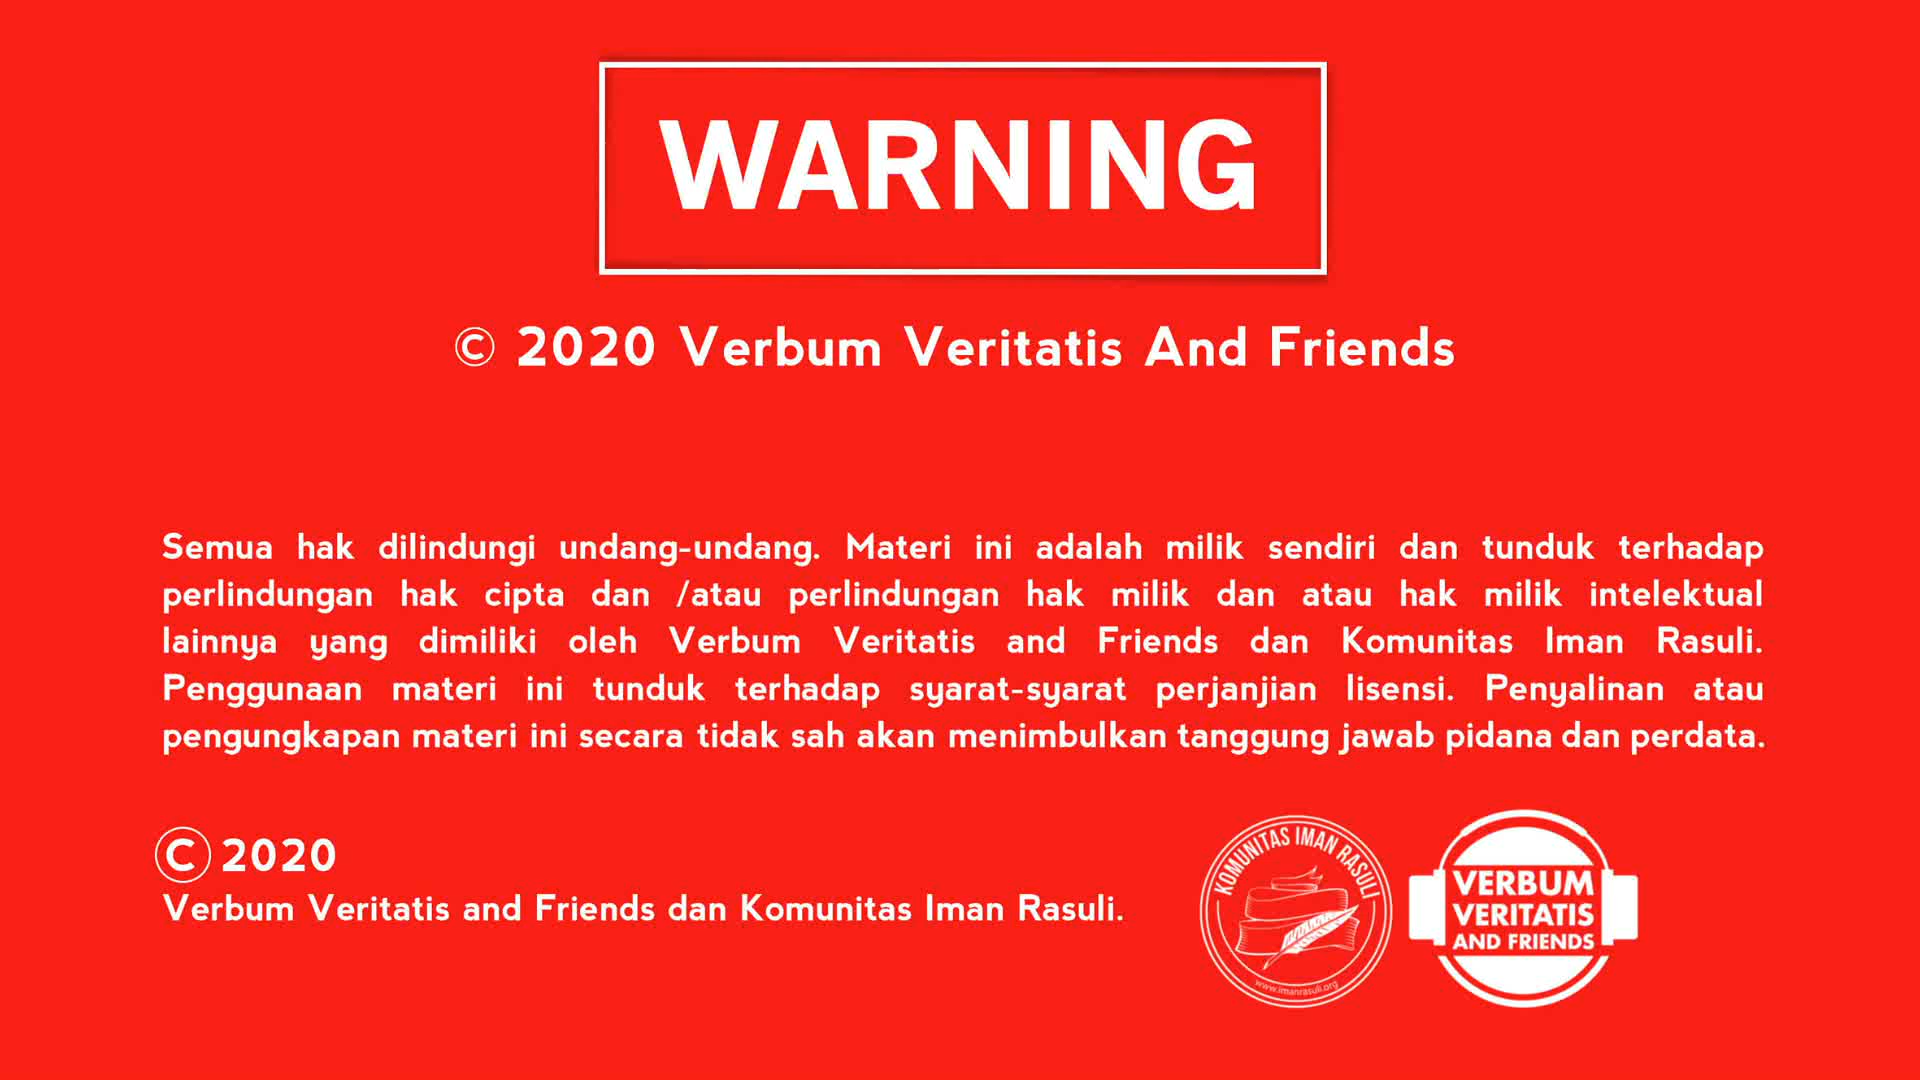 WARNING
© 2020 Verbum Veritatis And Friends
Semua hak dilindungi undang-undang. Materi ini adalah milik sendiri dan tunduk terhadap
perlindungan hak cipta dan /atau perlindungan hak milik dan atau hak milik intelektual
lainnya yang dimiliki oleh Verbum Veritatis and Friends dan Komunitas Iman Rasuli.
Penggunaan materi ini tunduk terhadap syarat-syarat perjanjian lisensi. Penyalinan atau
pengungkapan materi ini secara tidak sah akan menimbulkan tanggung jawab pidana dan perdata.
© 2020
Verbum Veritatis and Friends dan Komunitas Iman Rasuli.
KOMUNITAS IMAN RASULI
www.imanrasuli.org
VERBUM
VERITATIS
AND FRIENDS